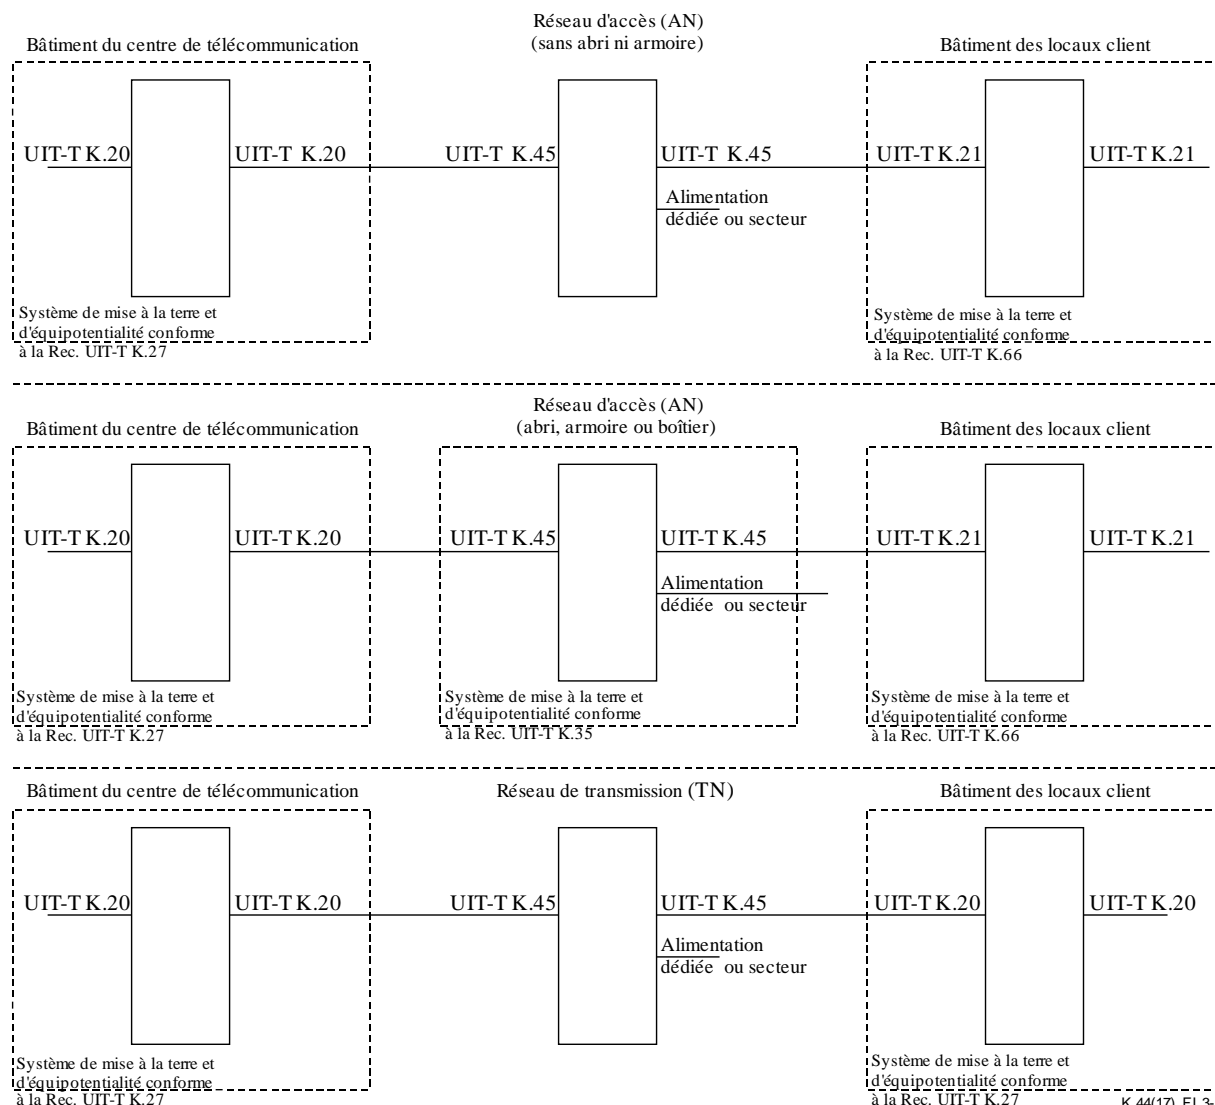 Réseau d'accès (AN)
(sans abri ni armoire)
Bâtiment du centre de télécommunication
Bâtiment des locaux client
UIT-T K.20
UIT-T K.20
UIT-T K.45
UIT-T K.45
UIT-T K.21
UIT-T K.21
Alimentation
dédiée ou secteur
Système de mise à la terre et
d'équipotentialité conforme
à la Rec. UIT-T K.27
Système de mise à la terre et
d'équipotentialité conforme
à la Rec. UIT-T K.66
Réseau d'accès (AN)
(abri, armoire ou boîtier)
Bâtiment du centre de télécommunication
Bâtiment des locaux client
UIT-T K.20
UIT-T K.20
UIT-T K.45
UIT-T K.45
UIT-T K.21
UIT-T K.21
Alimentation
dédiée ou secteur
Système de mise à la terre et
d'équipotentialité conforme
à la Rec. UIT-T K.27
Système de mise à la terre et
d'équipotentialité conforme
à la Rec. UIT-T K.35
Système de mise à la terre et
d'équipotentialité conforme
à la Rec. UIT-T K.66
Bâtiment du centre de télécommunication
Réseau de transmission (TN)
Bâtiment des locaux client
UIT-T K.20
UIT-T K.20
UIT-T K.45
UIT-T K.45
UIT-T K.20
UIT-T K.20
Alimentation
dédiée ou secteur
Système de mise à la terre et
d'équipotentialité conforme
à la Rec. UIT-T K.27
Système de mise à la terre et
d'équipotentialité conforme
à la Rec. UIT-T K.27